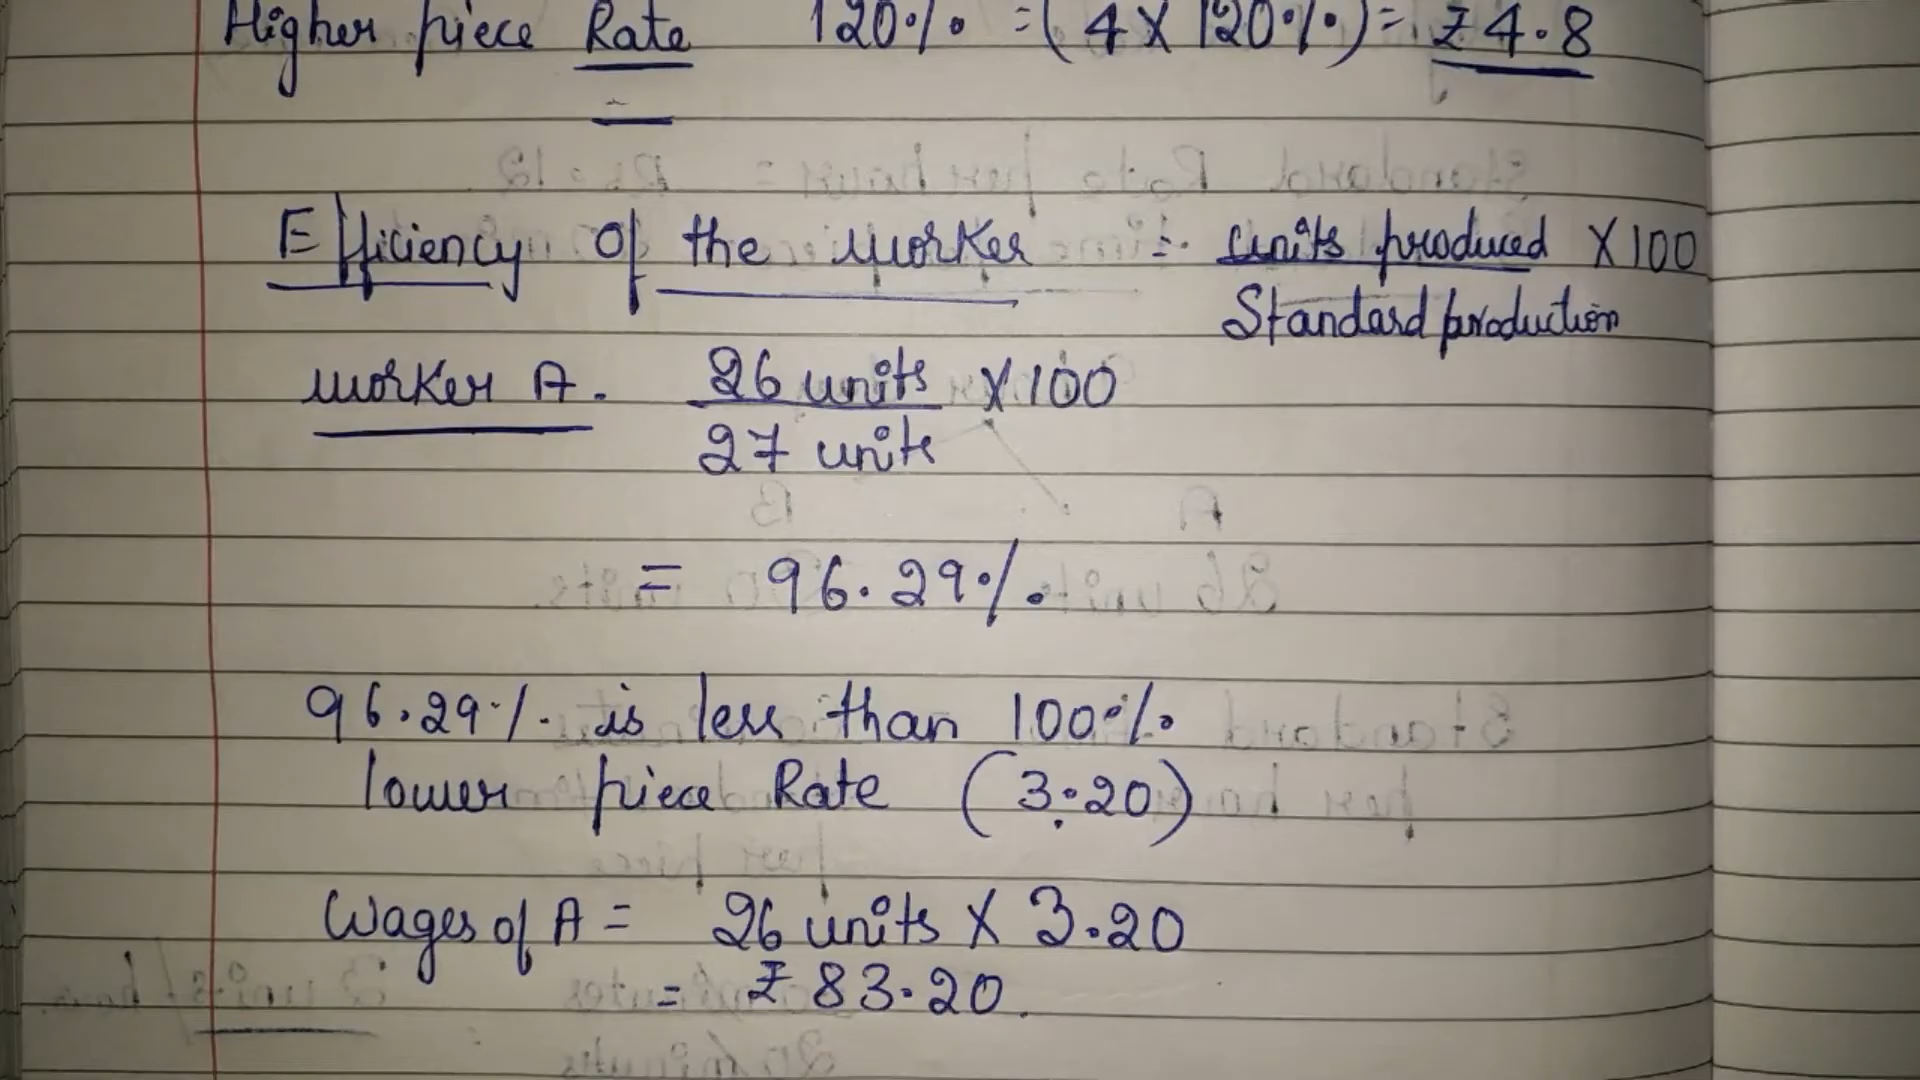 Higher piece Rate 120% = (4 X 120%) = ₹4.8
Efficiency of the worker :- units produced X100
Standard production
worker A. 26 units X100
27 unit
= 96.29%
96.29% is less than 100%
lower piece Rate (3.20)
Wages of A = 26 units X 3.20
= ₹ 83.20.